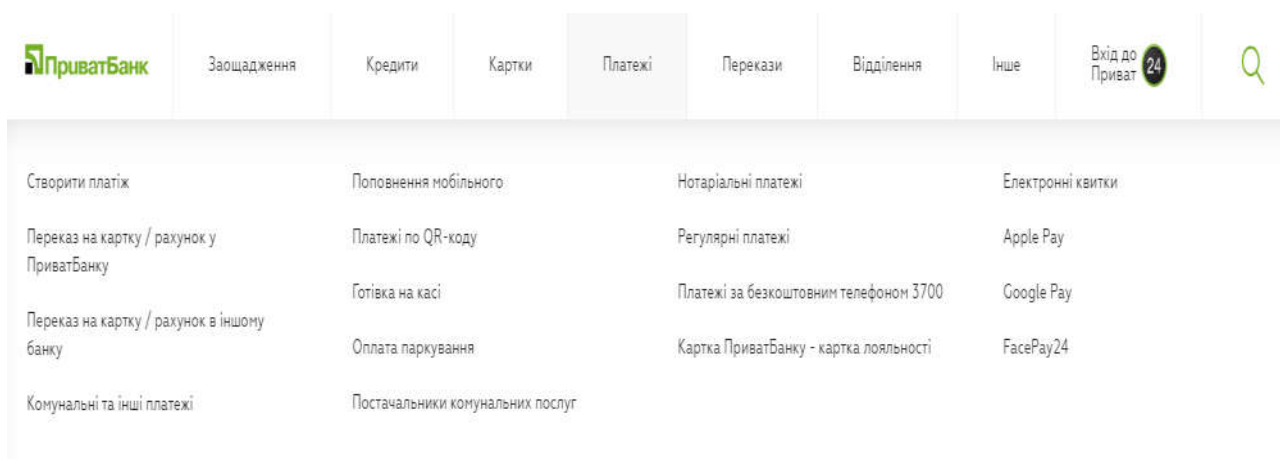 ПриватБанк
Заощадження
Кредити
Картки
Платежі
Перекази
Відділення
Інше
Вхід до
Приват 24
Створити платіж
Переказ на картку / рахунок у
ПриватБанку
Переказ на картку / рахунок в іншому
банку
Комунальні та інші платежі
Поповнення мобільного
Платежі по QR-коду
Готівка на касі
Оплата паркування
Постачальники комунальних послуг
Нотаріальні платежі
Регулярні платежі
Платежі за безкоштовним телефоном 3700
Картка ПриватБанку - картка лояльності
Електронні квитки
Apple Pay
Google Pay
FacePay24